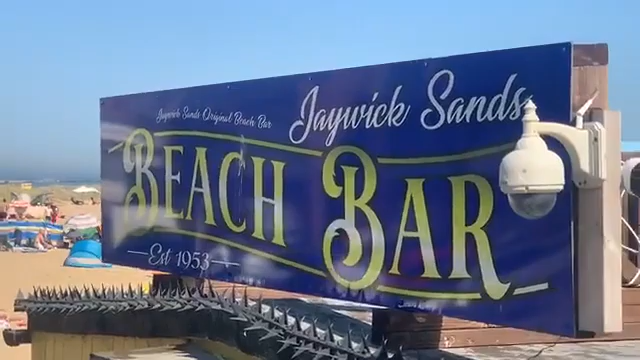 Jaywick Sands Original Beach Bar
Jaywick Sands
BEACH BAR
Est 1953